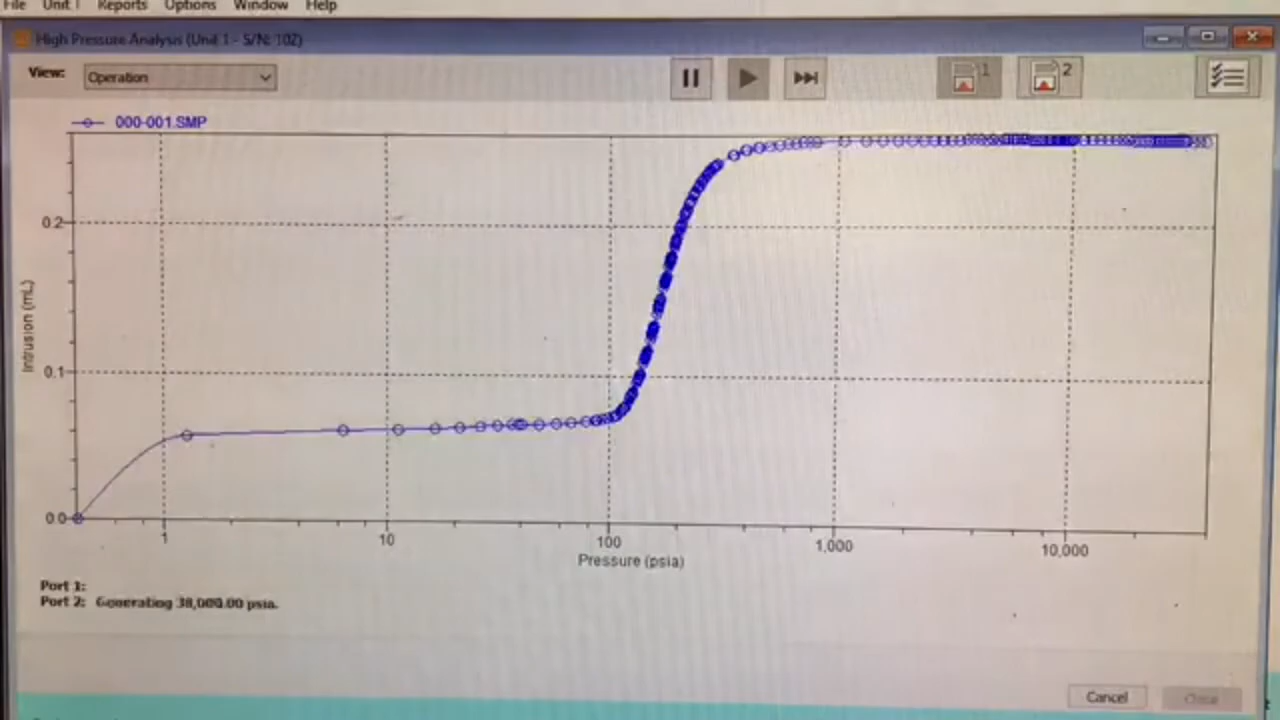 File Unit 1 Reports Options Window Help
High Pressure Analysis (Unit 1 - S/N: 102)
View: Operation
1 2
000-001.SMP
0.2
0.1
0.0
Intrusion (mL)
1 10 100 1,000 10,000
Pressure (psia)
Port 1:
Port 2: Generating 38,000.00 psia.
Cancel Close